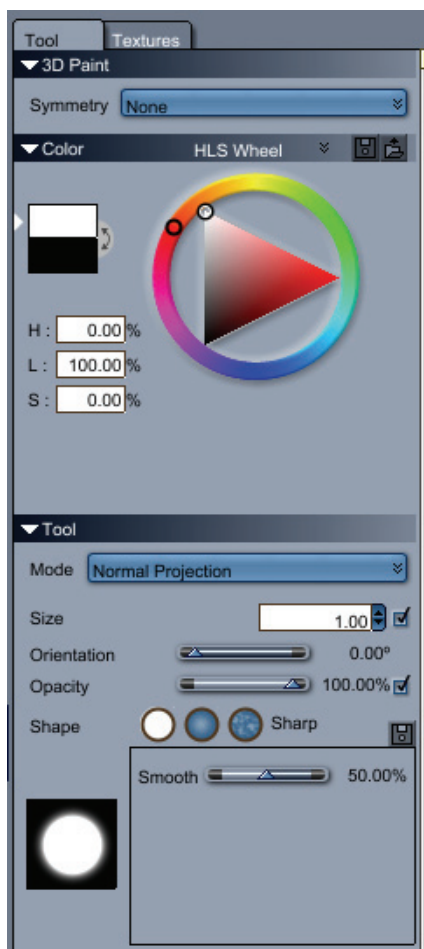 Tool Textures
3D Paint
Symmetry None
Color HLS Wheel
H : 0.00 %
L : 100.00 %
S : 0.00 %
Tool
Mode Normal Projection
Size 1.00
Orientation 0.00º
Opacity 100.00%
Shape Sharp
Smooth 50.00%